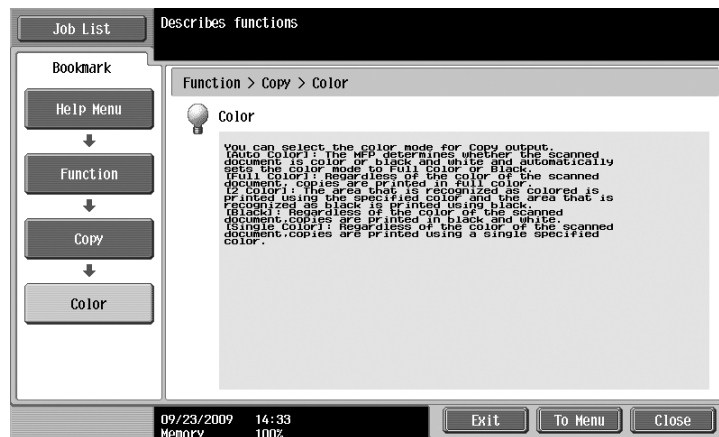 Job List
Describes functions
Bookmark
Function > Copy > Color
Help Menu
Color
You can select the color mode for Copy output.
[Auto Color]: The MFP determines whether the scanned
document is color or black and white and automatically
sets the color mode to Full Color or Black.
[Full Color]: Regardless of the color of the scanned
document, copies are printed in full color.
[2 Color]: The area that is recognized as colored is
printed using the specified color and the area that is
recognized as black is printed using black.
[Black]: Regardless of the color of the scanned
document,copies are printed in black and white.
[Single Color]: Regardless of the color of the scanned
document,copies are printed using a single specified
color.
Function
Copy
Color
09/23/2009 14:33
Memory 100%
Exit
To Menu
Close